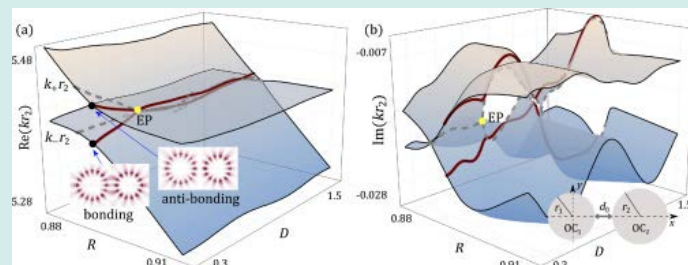 (a)
5.48
k₊r₂
EP
k₋r₂
Re(kr₂)
bonding
anti-bonding
5.28
0.88
R
0.91
0.3
D
1.5
(b)
-0.007
Im(kr₂)
EP
-0.028
0.88
R
0.91
D
1.5
y
r₁
d₀
r₂
x
OC₁
OC₂